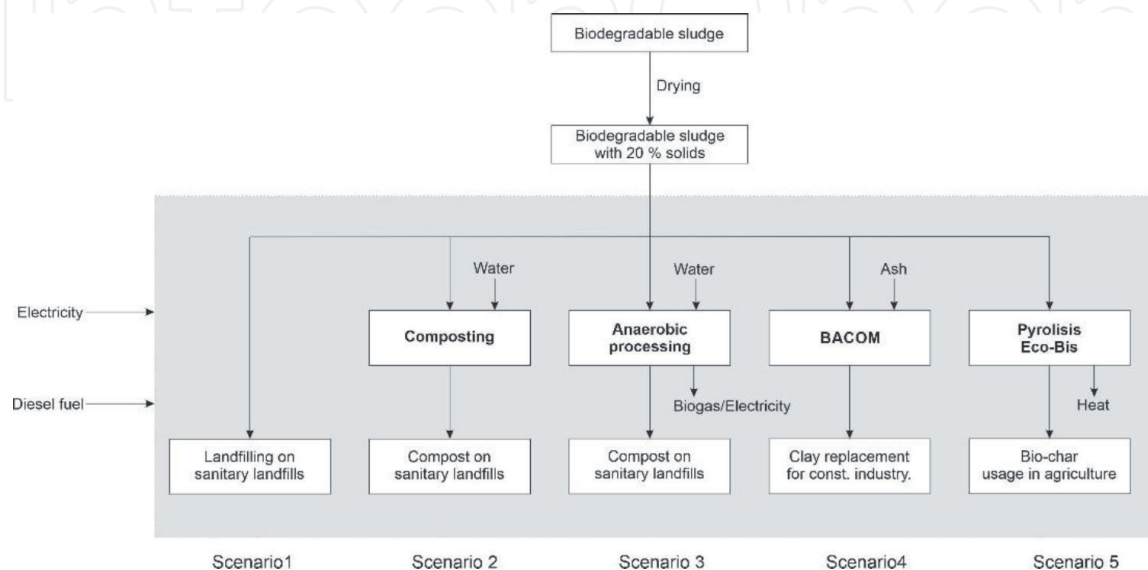 Biodegradable sludge
Drying
Biodegradable sludge
with 20 % solids
Water
Water
Ash
Electricity
Composting
Anaerobic
processing
BACOM
Pyrolisis
Eco-Bis
Diesel fuel
Biogas/Electricity
Heat
Landfilling on
sanitary landfills
Compost on
sanitary landfills
Compost on
sanitary landfills
Clay replacement
for const. industry.
Bio-char
usage in agriculture
Scenario1
Scenario 2
Scenario 3
Scenario4
Scenario 5